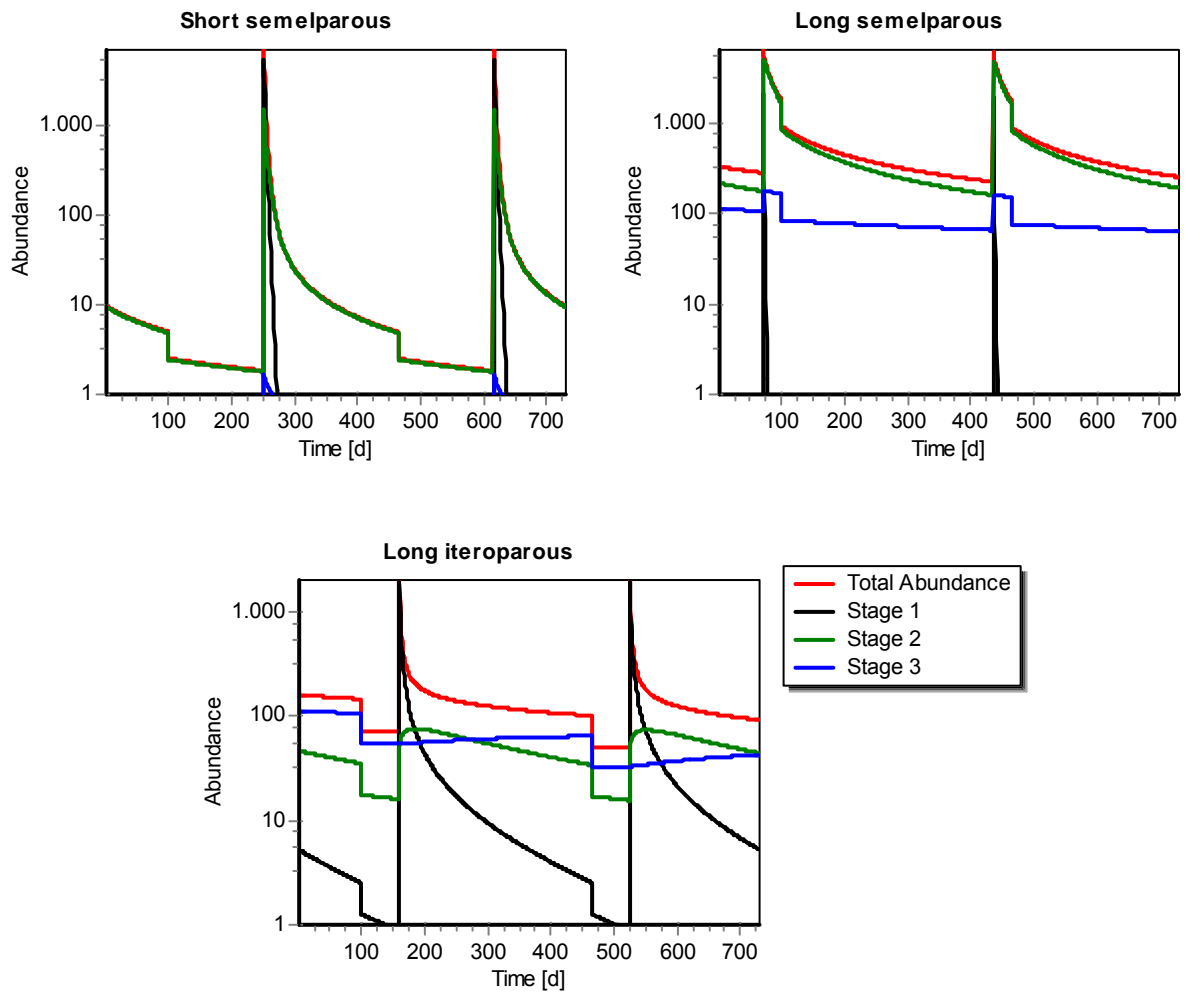 Short semelparous
Abundance
1.000
100
10
1
100 200 300 400 500 600 700
Time [d]
Long semelparous
Abundance
1.000
100
10
1
100 200 300 400 500 600 700
Time [d]
Long iteroparous
Abundance
1.000
100
10
1
100 200 300 400 500 600 700
Time [d]
Total Abundance
Stage 1
Stage 2
Stage 3